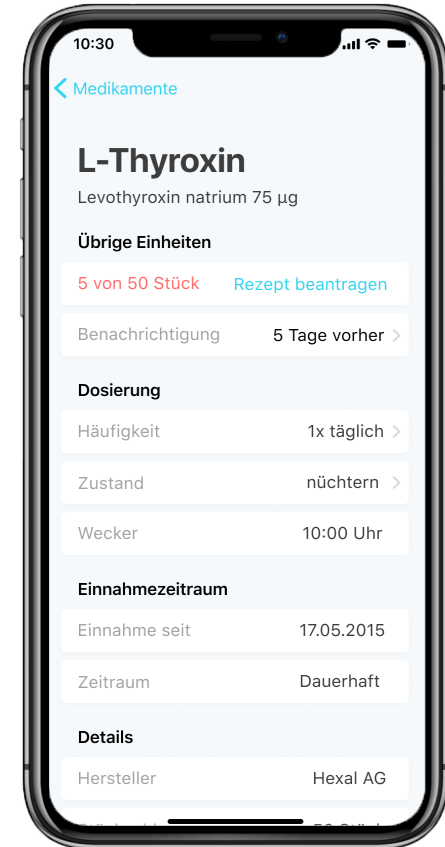 10:30
Medikamente
L-Thyroxin
Levothyroxin natrium 75 µg
Übrige Einheiten
5 von 50 Stück Rezept beantragen
Benachrichtigung 5 Tage vorher
Dosierung
Häufigkeit 1x täglich
Zustand nüchtern
Wecker 10:00 Uhr
Einnahmezeitraum
Einnahme seit 17.05.2015
Zeitraum Dauerhaft
Details
Hersteller Hexal AG